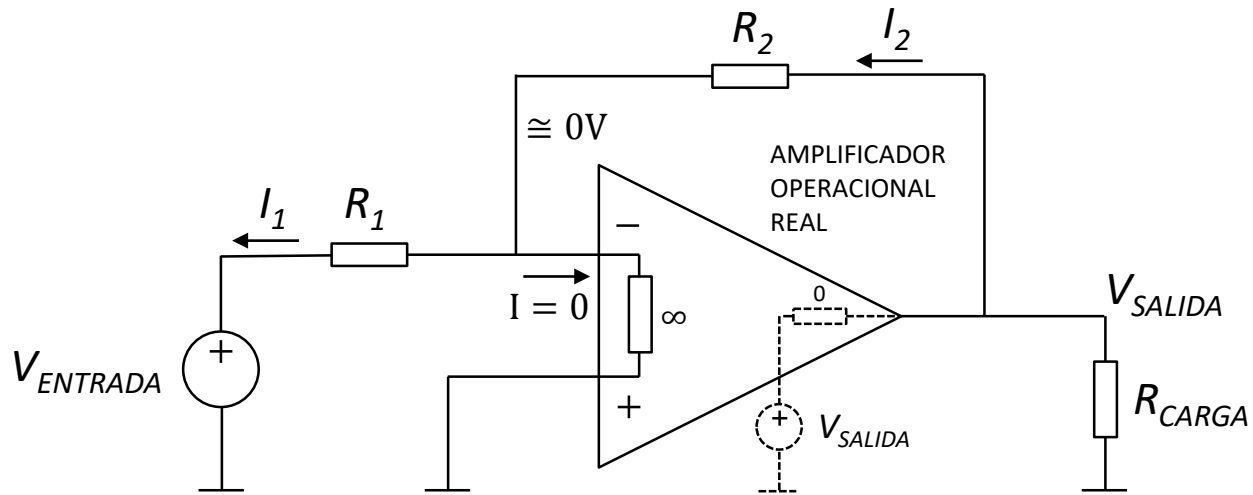 R2
I2
≅ 0V
AMPLIFICADOR
OPERACIONAL
REAL
I1
R1
−
I = 0
∞
0
VSALIDA
+
VENTRADA
+
+
VSALIDA
RCARGA